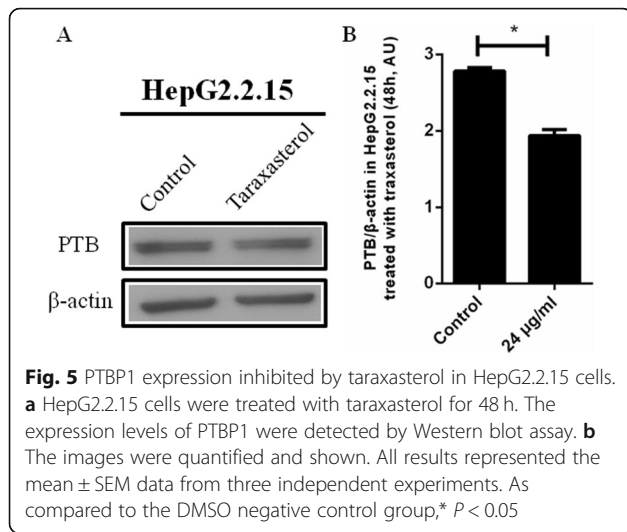 A
HepG2.2.15
Control
Taraxasterol
PTB
β-actin
B
*
PTB/β-actin in HepG2.2.15
treated with traxasterol (48h, AU)
3
2
1
0
Control
24 μg/ml
Fig. 5 PTBP1 expression inhibited by taraxasterol in HepG2.2.15 cells.
a HepG2.2.15 cells were treated with taraxasterol for 48 h. The
expression levels of PTBP1 were detected by Western blot assay. b
The images were quantified and shown. All results represented the
mean ± SEM data from three independent experiments. As
compared to the DMSO negative control group,* P < 0.05